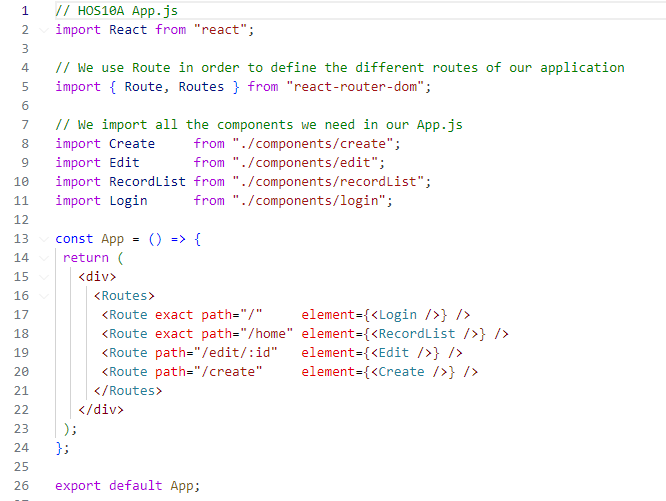 1 // HOS10A App.js
2 import React from "react";
3
4 // We use Route in order to define the different routes of our application
5 import { Route, Routes } from "react-router-dom";
6
7 // We import all the components we need in our App.js
8 import Create     from "./components/create";
9 import Edit       from "./components/edit";
10 import RecordList from "./components/recordList";
11 import Login      from "./components/login";
12
13 const App = () => {
14  return (
15    <div>
16      <Routes>
17       <Route exact path="/"     element={<Login />} />
18       <Route exact path="/home" element={<RecordList />} />
19       <Route path="/edit/:id"   element={<Edit />} />
20       <Route path="/create"     element={<Create />} />
21      </Routes>
22    </div>
23  );
24 };
25
26 export default App;